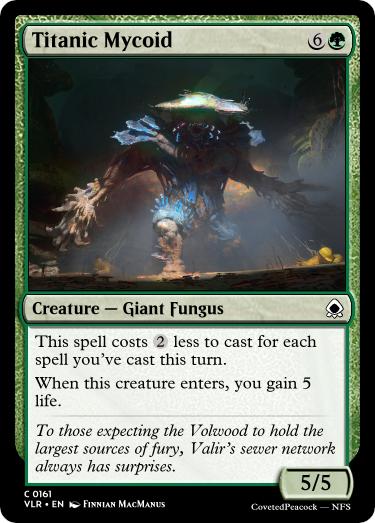 Titanic Mycoid 6
Creature — Giant Fungus
This spell costs 2 less to cast for each
spell you've cast this turn.
When this creature enters, you gain 5
life.
To those expecting the Volwood to hold the
largest sources of fury, Valir's sewer network
always has surprises.
5/5
C 0161
VLR • EN Finnian MacManus
CovetedPeacock — NFS